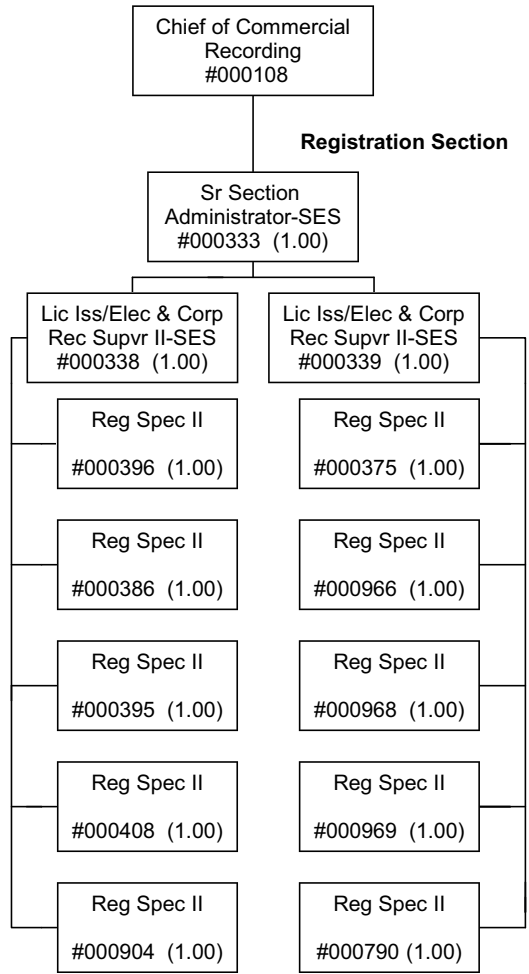 Chief of Commercial
Recording
#000108
Registration Section
Sr Section
Administrator-SES
#000333 (1.00)
Lic Iss/Elec & Corp
Rec Supvr II-SES
#000338 (1.00)
Lic Iss/Elec & Corp
Rec Supvr II-SES
#000339 (1.00)
Reg Spec II
#000396 (1.00)
Reg Spec II
#000375 (1.00)
Reg Spec II
#000386 (1.00)
Reg Spec II
#000966 (1.00)
Reg Spec II
#000395 (1.00)
Reg Spec II
#000968 (1.00)
Reg Spec II
#000408 (1.00)
Reg Spec II
#000969 (1.00)
Reg Spec II
#000904 (1.00)
Reg Spec II
#000790 (1.00)